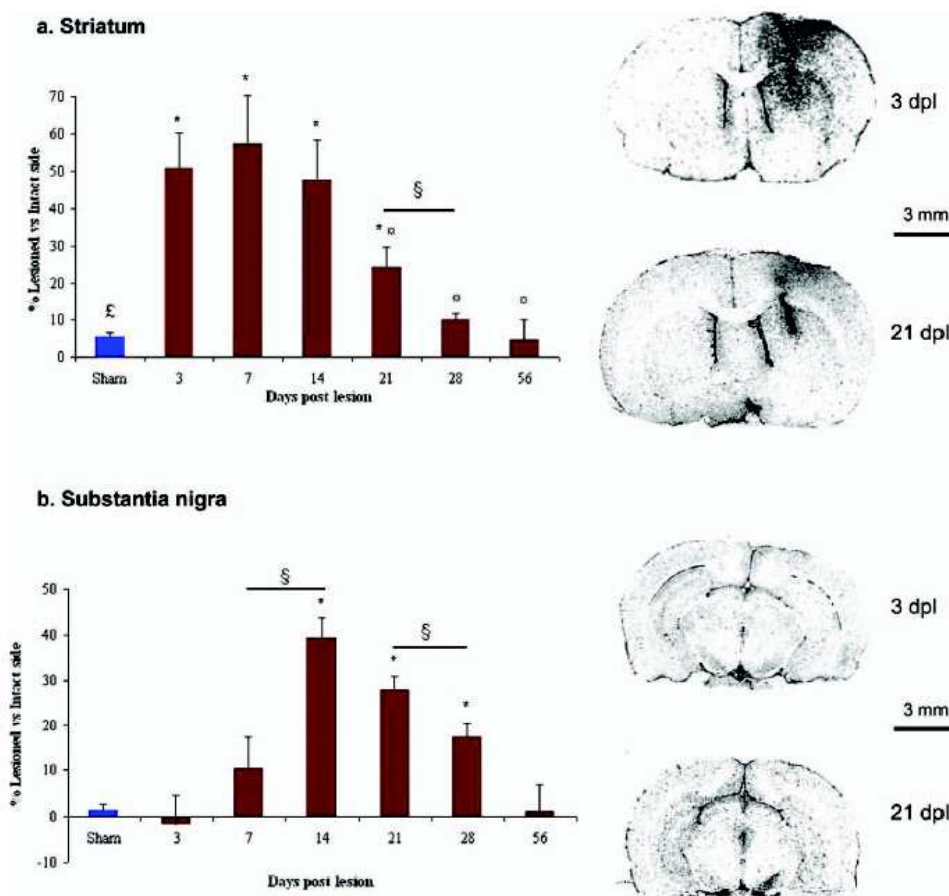 a. Striatum
% Lesioned vs Intact side
70
60
50
40
30
20
10
0
£
*
*
*
* ¤
§
¤
¤
Sham 3 7 14 21 28 56
Days post lesion
3 dpl
3 mm
21 dpl
b. Substantia nigra
% Lesioned vs Intact side
50
40
30
20
10
0
-10
§
*
§
*
*
Sham 3 7 14 21 28 56
Days post lesion
3 dpl
3 mm
21 dpl